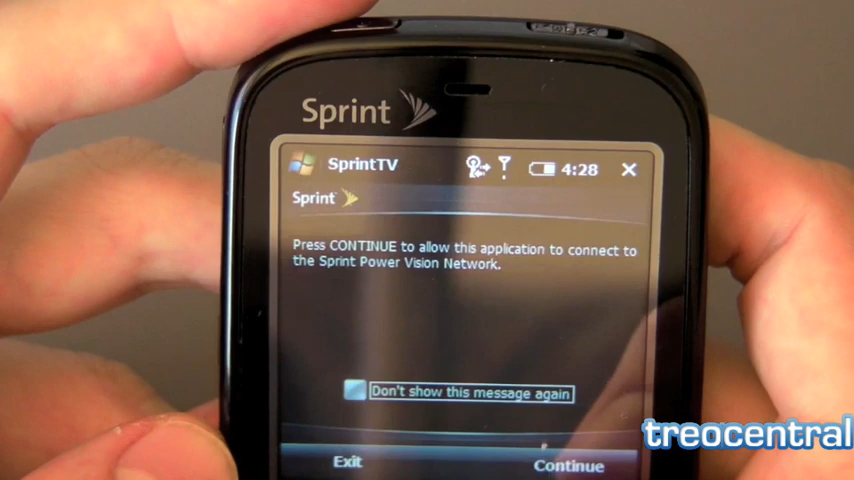 Sprint
SprintTV 4:28
Sprint
Press CONTINUE to allow this application to connect to
the Sprint Power Vision Network.
Don't show this message again
treocentral
Exit Continue